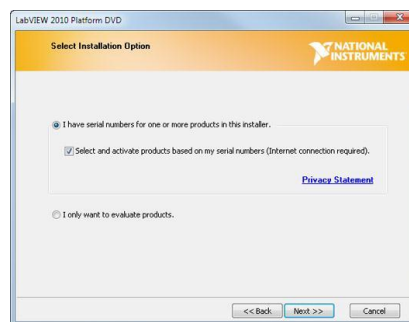 LabVIEW 2010 Platform DVD
Select Installation Option
NATIONAL
INSTRUMENTS
I have serial numbers for one or more products in this installer.
Select and activate products based on my serial numbers (Internet connection required).
Privacy Statement
I only want to evaluate products.
<< Back
Next >>
Cancel